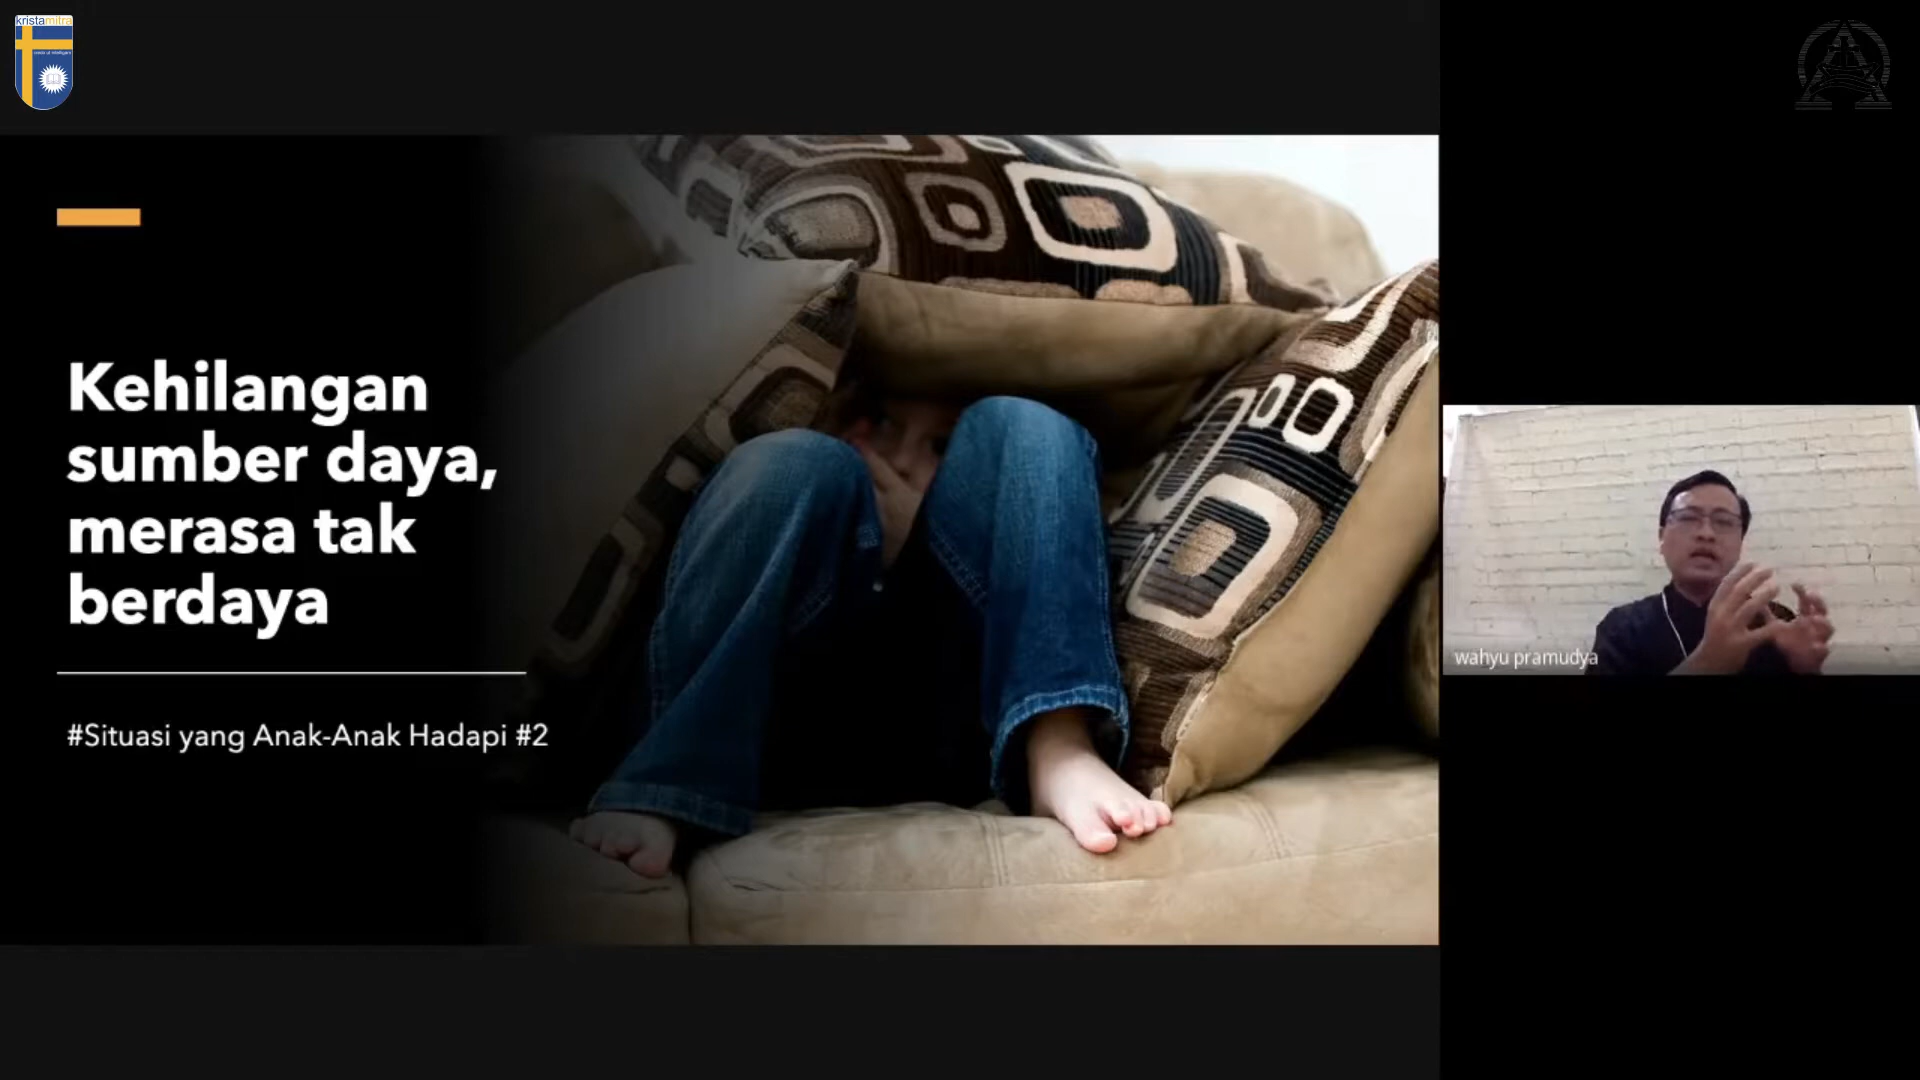 kristamitra
Kehilangan
sumber daya,
merasa tak
berdaya
#Situasi yang Anak-Anak Hadapi #2
wahyu pramudya